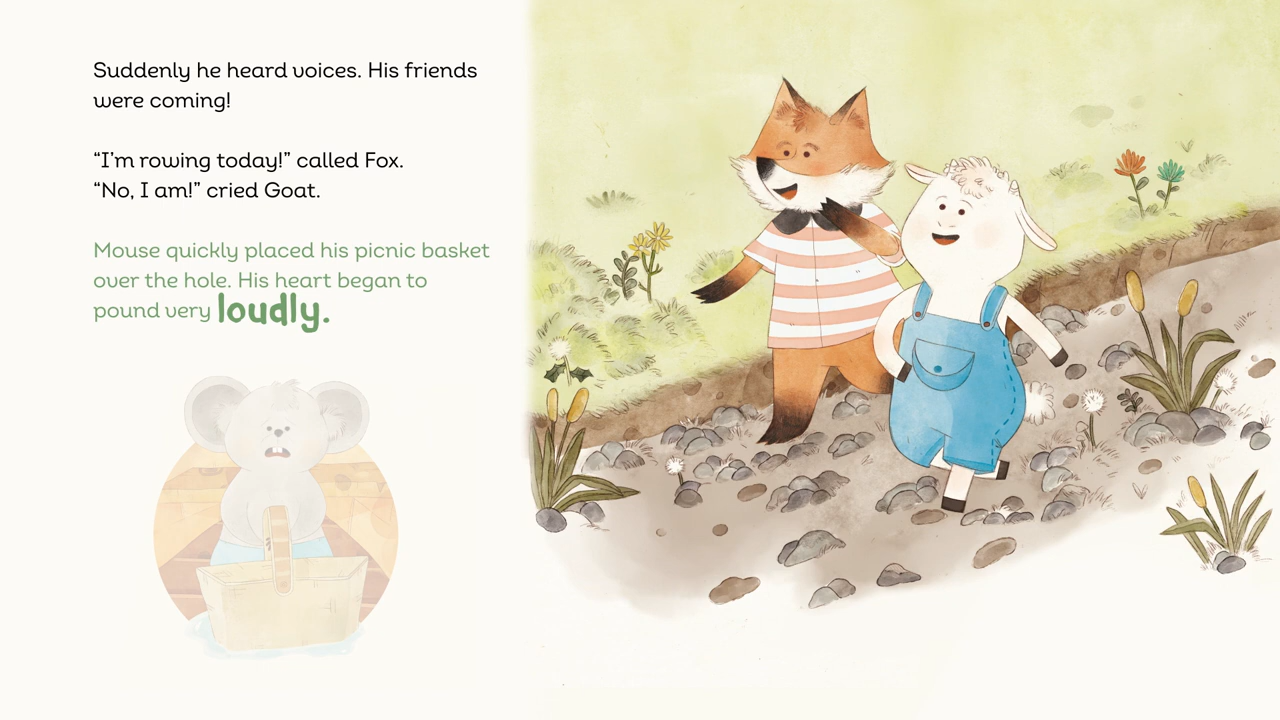 Suddenly he heard voices. His friends
were coming!
“I’m rowing today!” called Fox.
“No, I am!” cried Goat.
Mouse quickly placed his picnic basket
over the hole. His heart began to
pound very loudly.